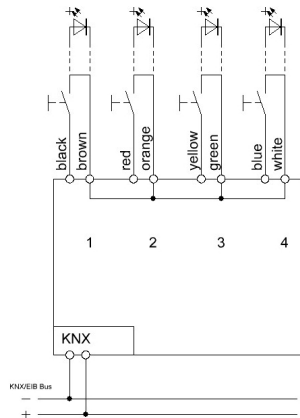 black
brown
red
orange
yellow
green
blue
white
1 2 3 4
KNX
KNX/EIB Bus
−
+